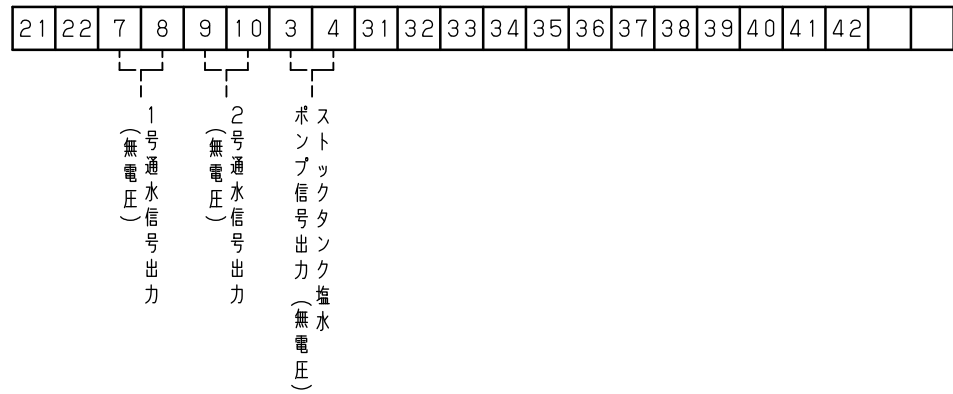 21 22 7 8 9 10 3 4 31 32 33 34 35 36 37 38 39 40 41 42
1号通水信号出力
(無電圧)
2号通水信号出力
(無電圧)
ストックタンク塩水
ポンプ信号出力(無電圧)